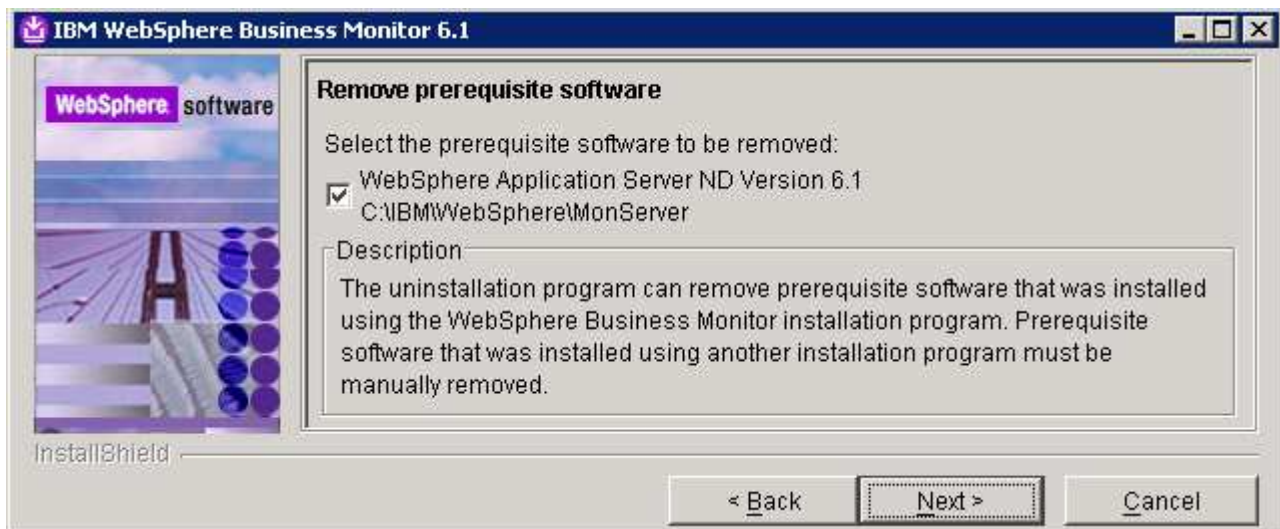 IBM WebSphere Business Monitor 6.1
WebSphere software
Remove prerequisite software
Select the prerequisite software to be removed:
WebSphere Application Server ND Version 6.1
C:\IBM\WebSphere\MonServer
Description
The uninstallation program can remove prerequisite software that was installed
using the WebSphere Business Monitor installation program. Prerequisite
software that was installed using another installation program must be
manually removed.
InstallShield
< Back
Next >
Cancel